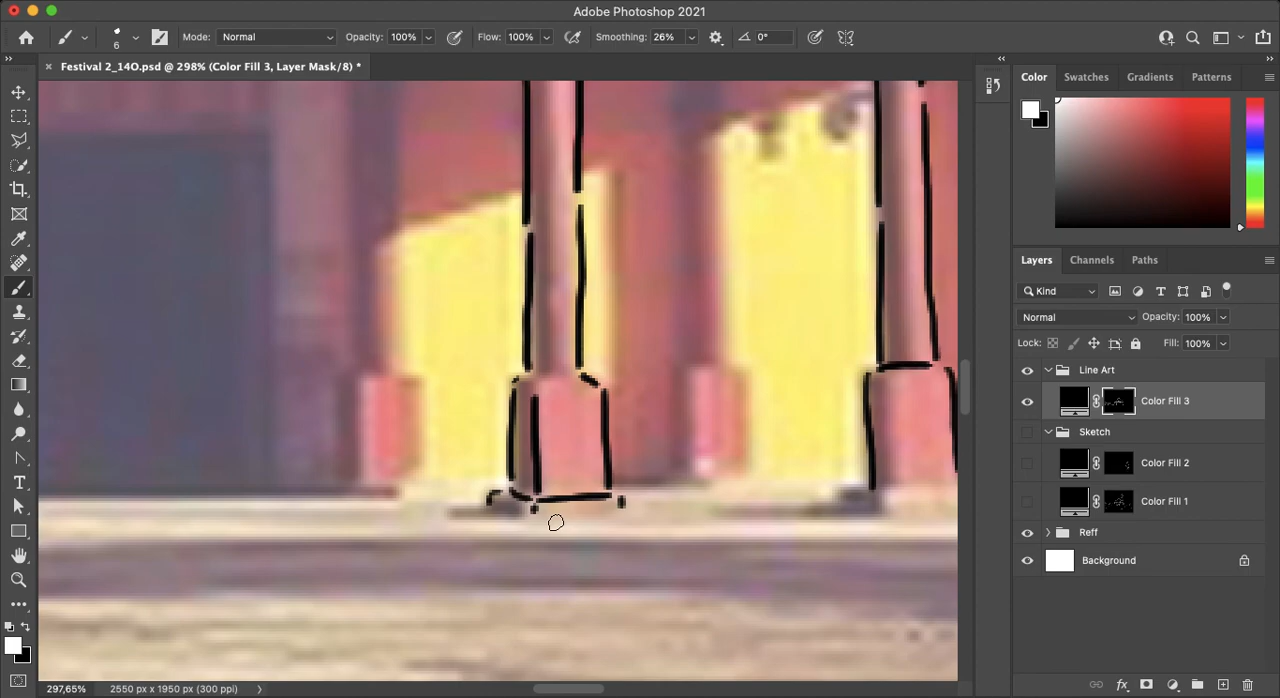 Adobe Photoshop 2021
6 Mode: Normal Opacity: 100% Flow: 100% Smoothing: 26% 0°
Festival 2_14O.psd @ 298% (Color Fill 3, Layer Mask/8) *
Color Swatches Gradients Patterns
Layers Channels Paths
Kind
Normal Opacity: 100%
Lock: Fill: 100%
Line Art
Color Fill 3
Sketch
Color Fill 2
Color Fill 1
Reff
Background
297,65% 2550 px x 1950 px (300 ppi)